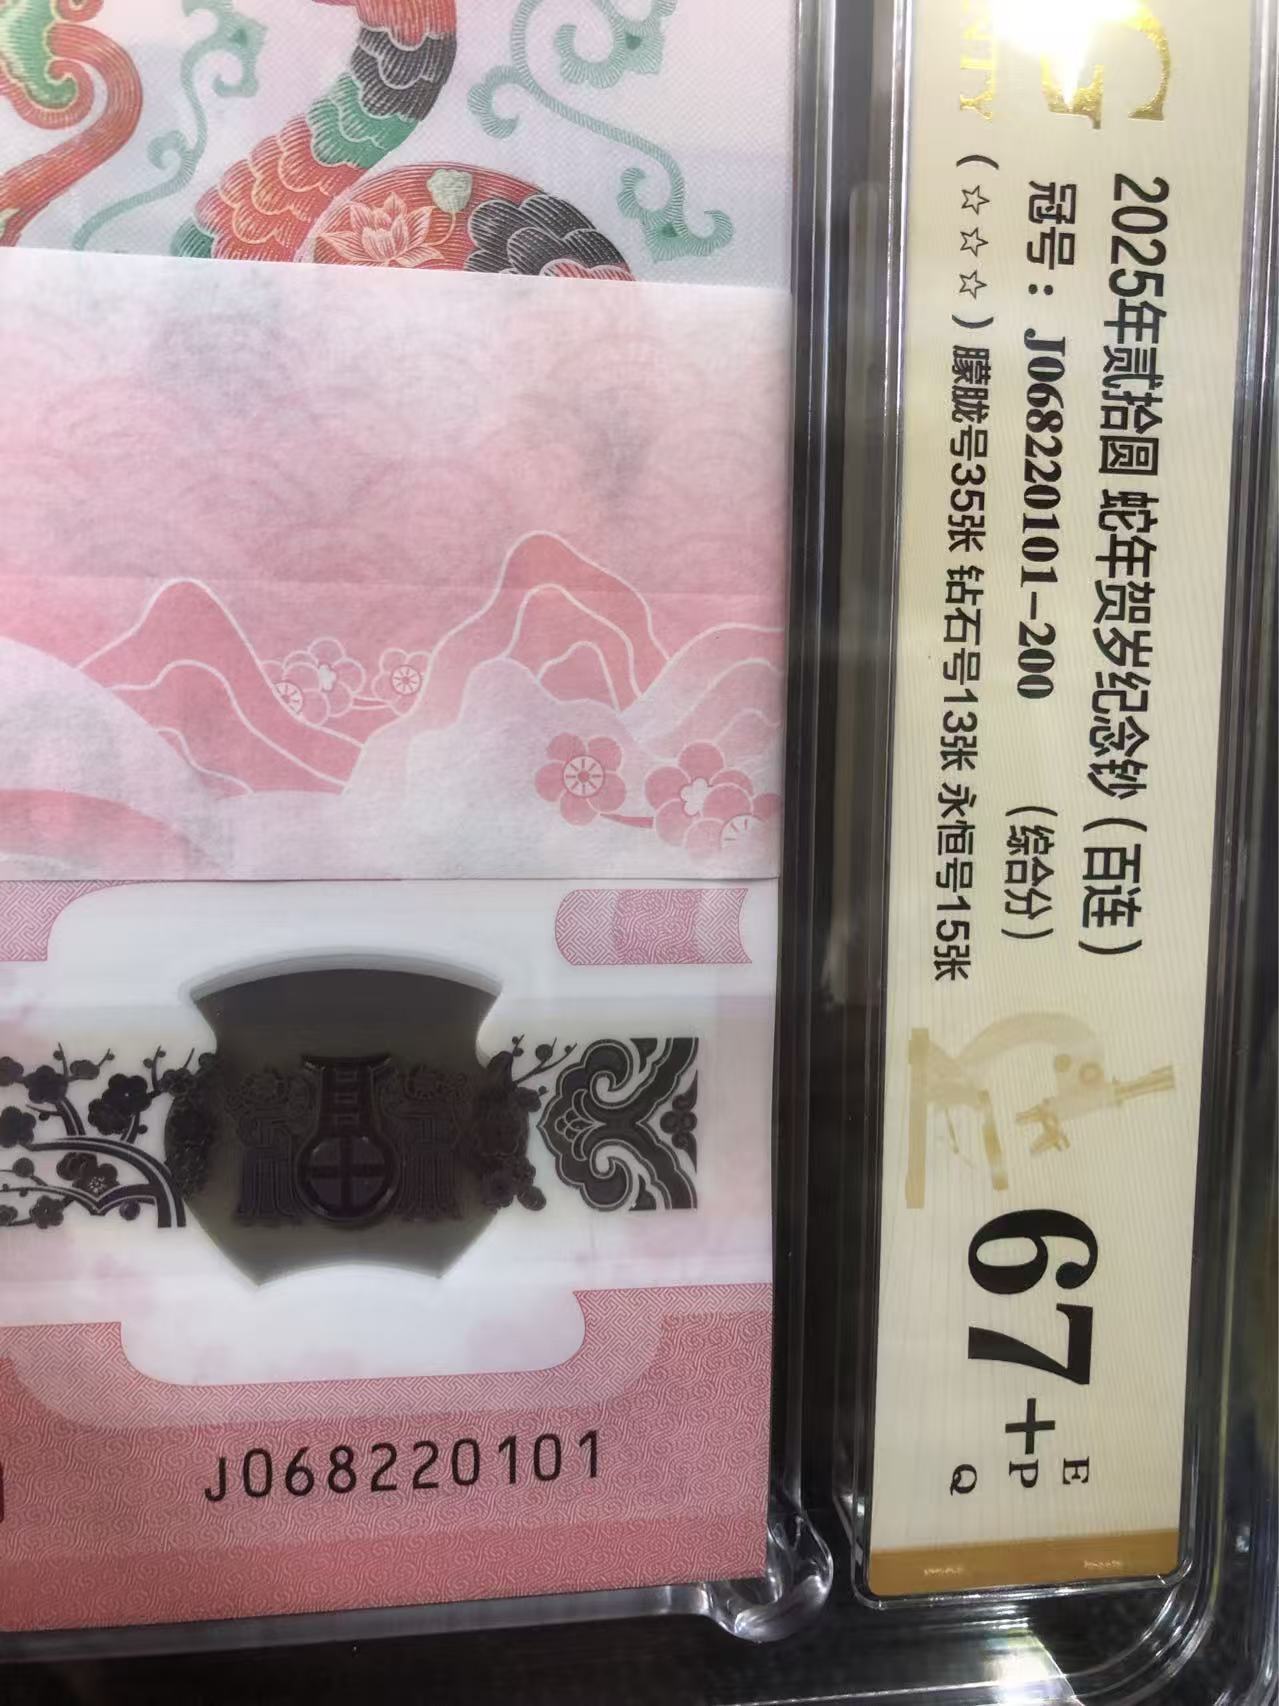 2025年贰拾圆 蛇年贺岁纪念钞（百连）
冠号：J068220101-200 （综合分）
（☆☆☆）朦胧号35张 钻石号13张 永恒号15张
67+
E
P
Q
J068220101